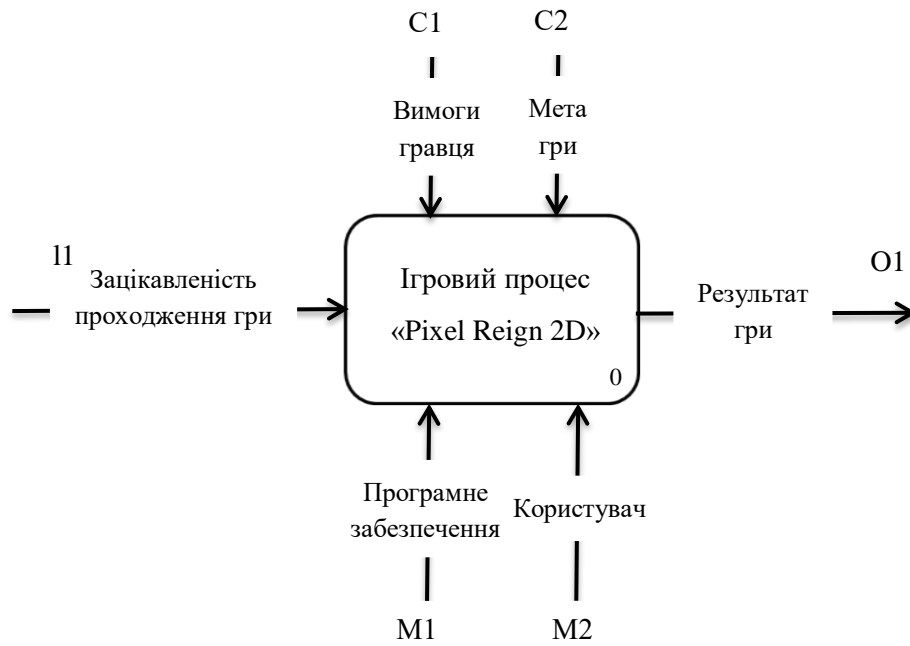 C1
C2
Вимоги
гравця
Мета
гри
I1
Зацікавленість
проходження гри
Ігровий процес
«Pixel Reign 2D»
0
Результат
гри
O1
Програмне
забезпечення
Користувач
M1
M2